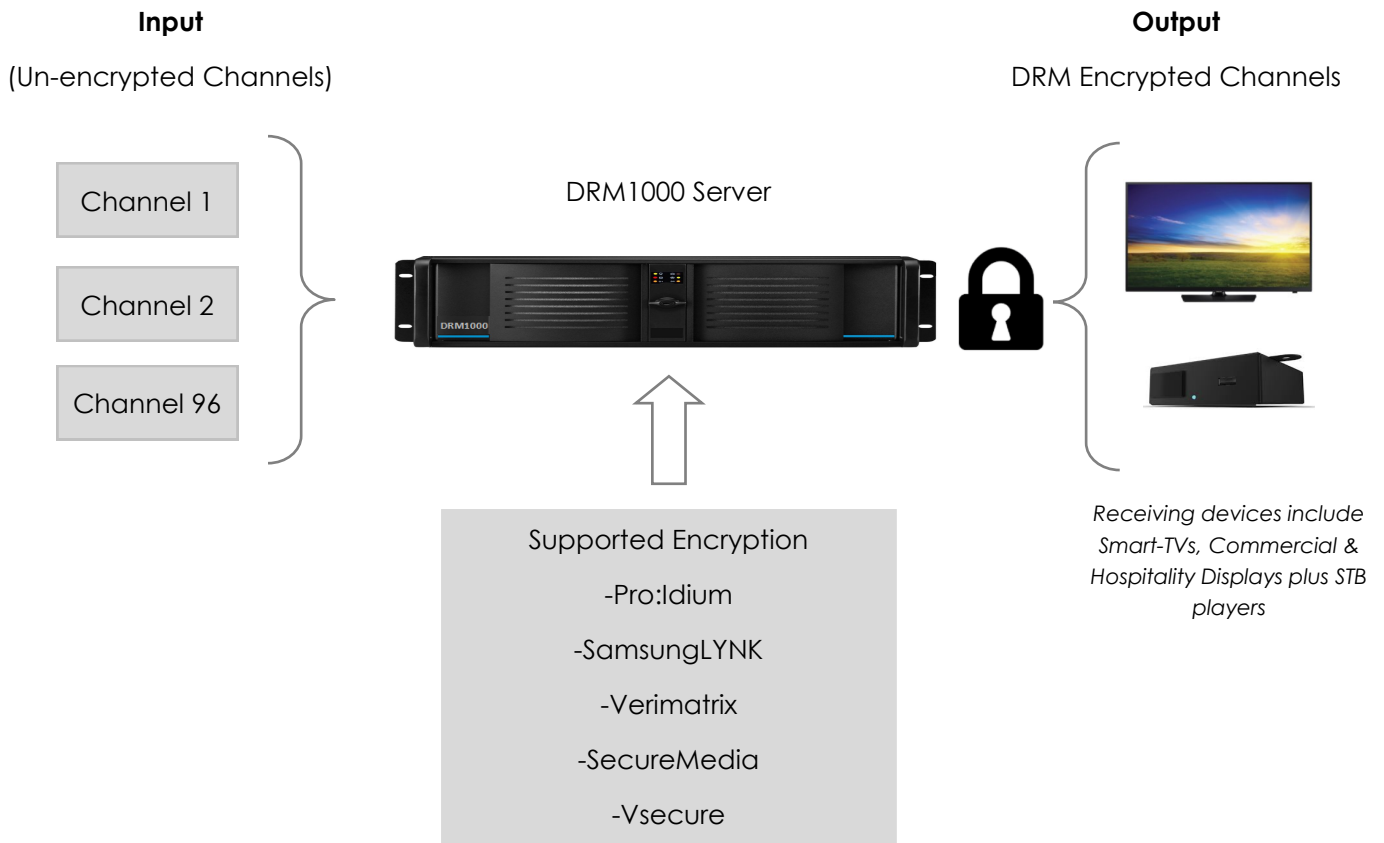 Input
(Un-encrypted Channels)
Channel 1
Channel 2
Channel 96
DRM1000 Server
DRM1000
Supported Encryption
-Pro:Idium
-SamsungLYNK
-Verimatrix
-SecureMedia
-Vsecure
Output
DRM Encrypted Channels
Receiving devices include
Smart-TVs, Commercial &
Hospitality Displays plus STB
players